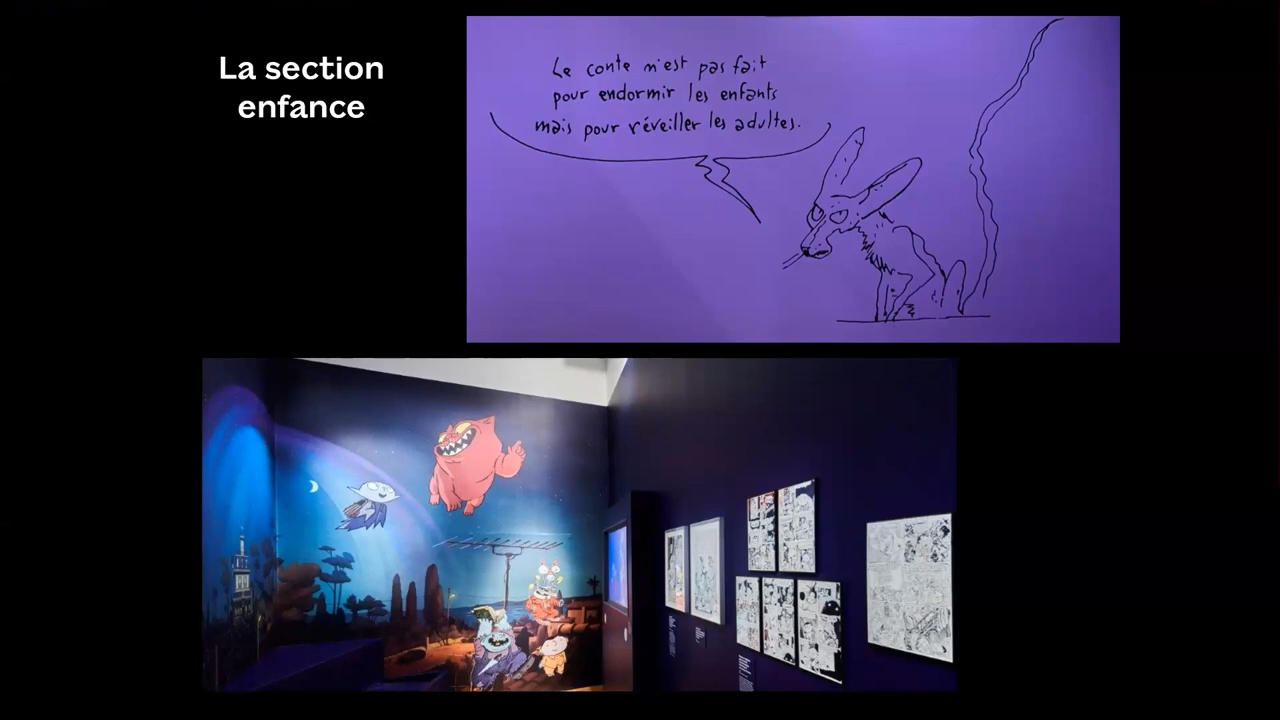 La section
enfance
Le conte n'est pas fait
pour endormir les enfants
mais pour réveiller les adultes.